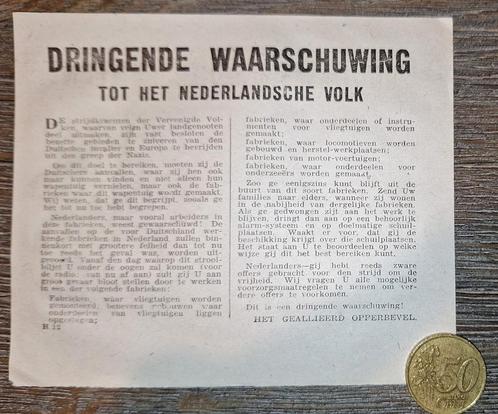 DRINGENDE WAARSCHUWING
TOT HET NEDERLANDSCHE VOLK
DE strijdkrachten der Vereenigde Vol-
ken, waarvan velen Uwer landgenooten
deel uitmaken, zijn vast besloten de
bezette gebieden te zuiveren van den
Duitschen invaller en Europa te bevrijden
uit den greep der Nazis.
Om dit doel te bereiken, moeten zij de
Duitschers aanvallen, waar zij hen ook
maar kunnen vinden en niet alleen hun
wapentuig vernielen, maar ook de fab-
rieken waar dit wapentuig wordt gemaakt.
Wij weten, dat gij dit begrijpt, zooals ge
het tot nu toe hebt begrepen.
Nederlanders, maar vooral arbeiders in
deze fabrieken, weest gewaarschuwd! De
aanvallen op de voor Duitschland wer-
kende fabrieken in Nederland, zullen bin-
nenkort met grootere felheid dan tot nu
toe reeds het geval was, worden uit-
gevoerd. Vanaf den dag waarop dit strooi-
biljet U onder de oogen zal komen (voor
de radio, van nu af aan) stelt gij U aan
groot gevaar bloot door te werken
in een der volgende fabrieken:
Fabrieken, waar vliegtuigen worden
gemonteerd, benevens gebouwen waar
onderdeelen van vliegtuigen liggen
opgeslagen;
H 12
fabrieken, waar onderdeelen of instru-
menten voor vliegtuigen worden
gemaakt;
fabrieken, waar locomotieven worden
gebouwd en herstel-werkplaatsen;
fabrieken van motor-voertuigen;
fabrieken, waar onderdeelen voor
onderzeeërs worden gemaakt.
Zoo ge eenigszins kunt blijft uit de
buurt van dit soort fabrieken. Zend Uw
families naar elders, wanneer zij wonen
in de nabijheid van dergelijke fabrieken.
Als ge gedwongen zijt aan het werk te
blijven, dringt dan aan op een behoorlijk
alarm-systeem en op doelmatige schuil-
plaatsen. Waakt er voor, dat gij de
beschikking krijgt over die schuilplaatsen.
Het staat aan U te beoordelen op welke
wijze gij dit het best bereiken kunt.
Nederlanders—gij hebt reeds zware
offers gebracht voor den strijd om de
vrijheid. Wij vragen U alle mogelijke
voorzorgsmaatregelen te nemen om ver-
dere offers te voorkomen.
Dit is een dringende waarschuwing!
HET GEALLIEERD OPPERBEVEL.
50